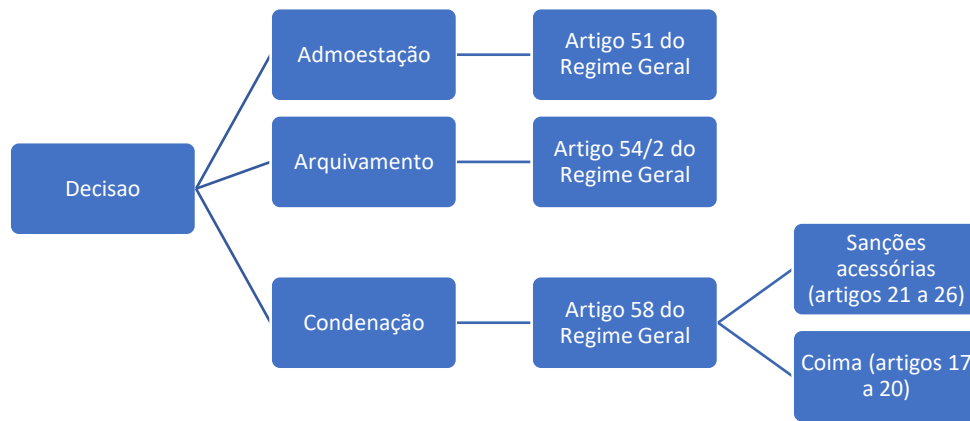 Decisao
Admoestação
Artigo 51 do
Regime Geral
Arquivamento
Artigo 54/2 do
Regime Geral
Condenação
Artigo 58 do
Regime Geral
Sanções
acessórias
(artigos 21 a 26)
Coima (artigos 17
a 20)